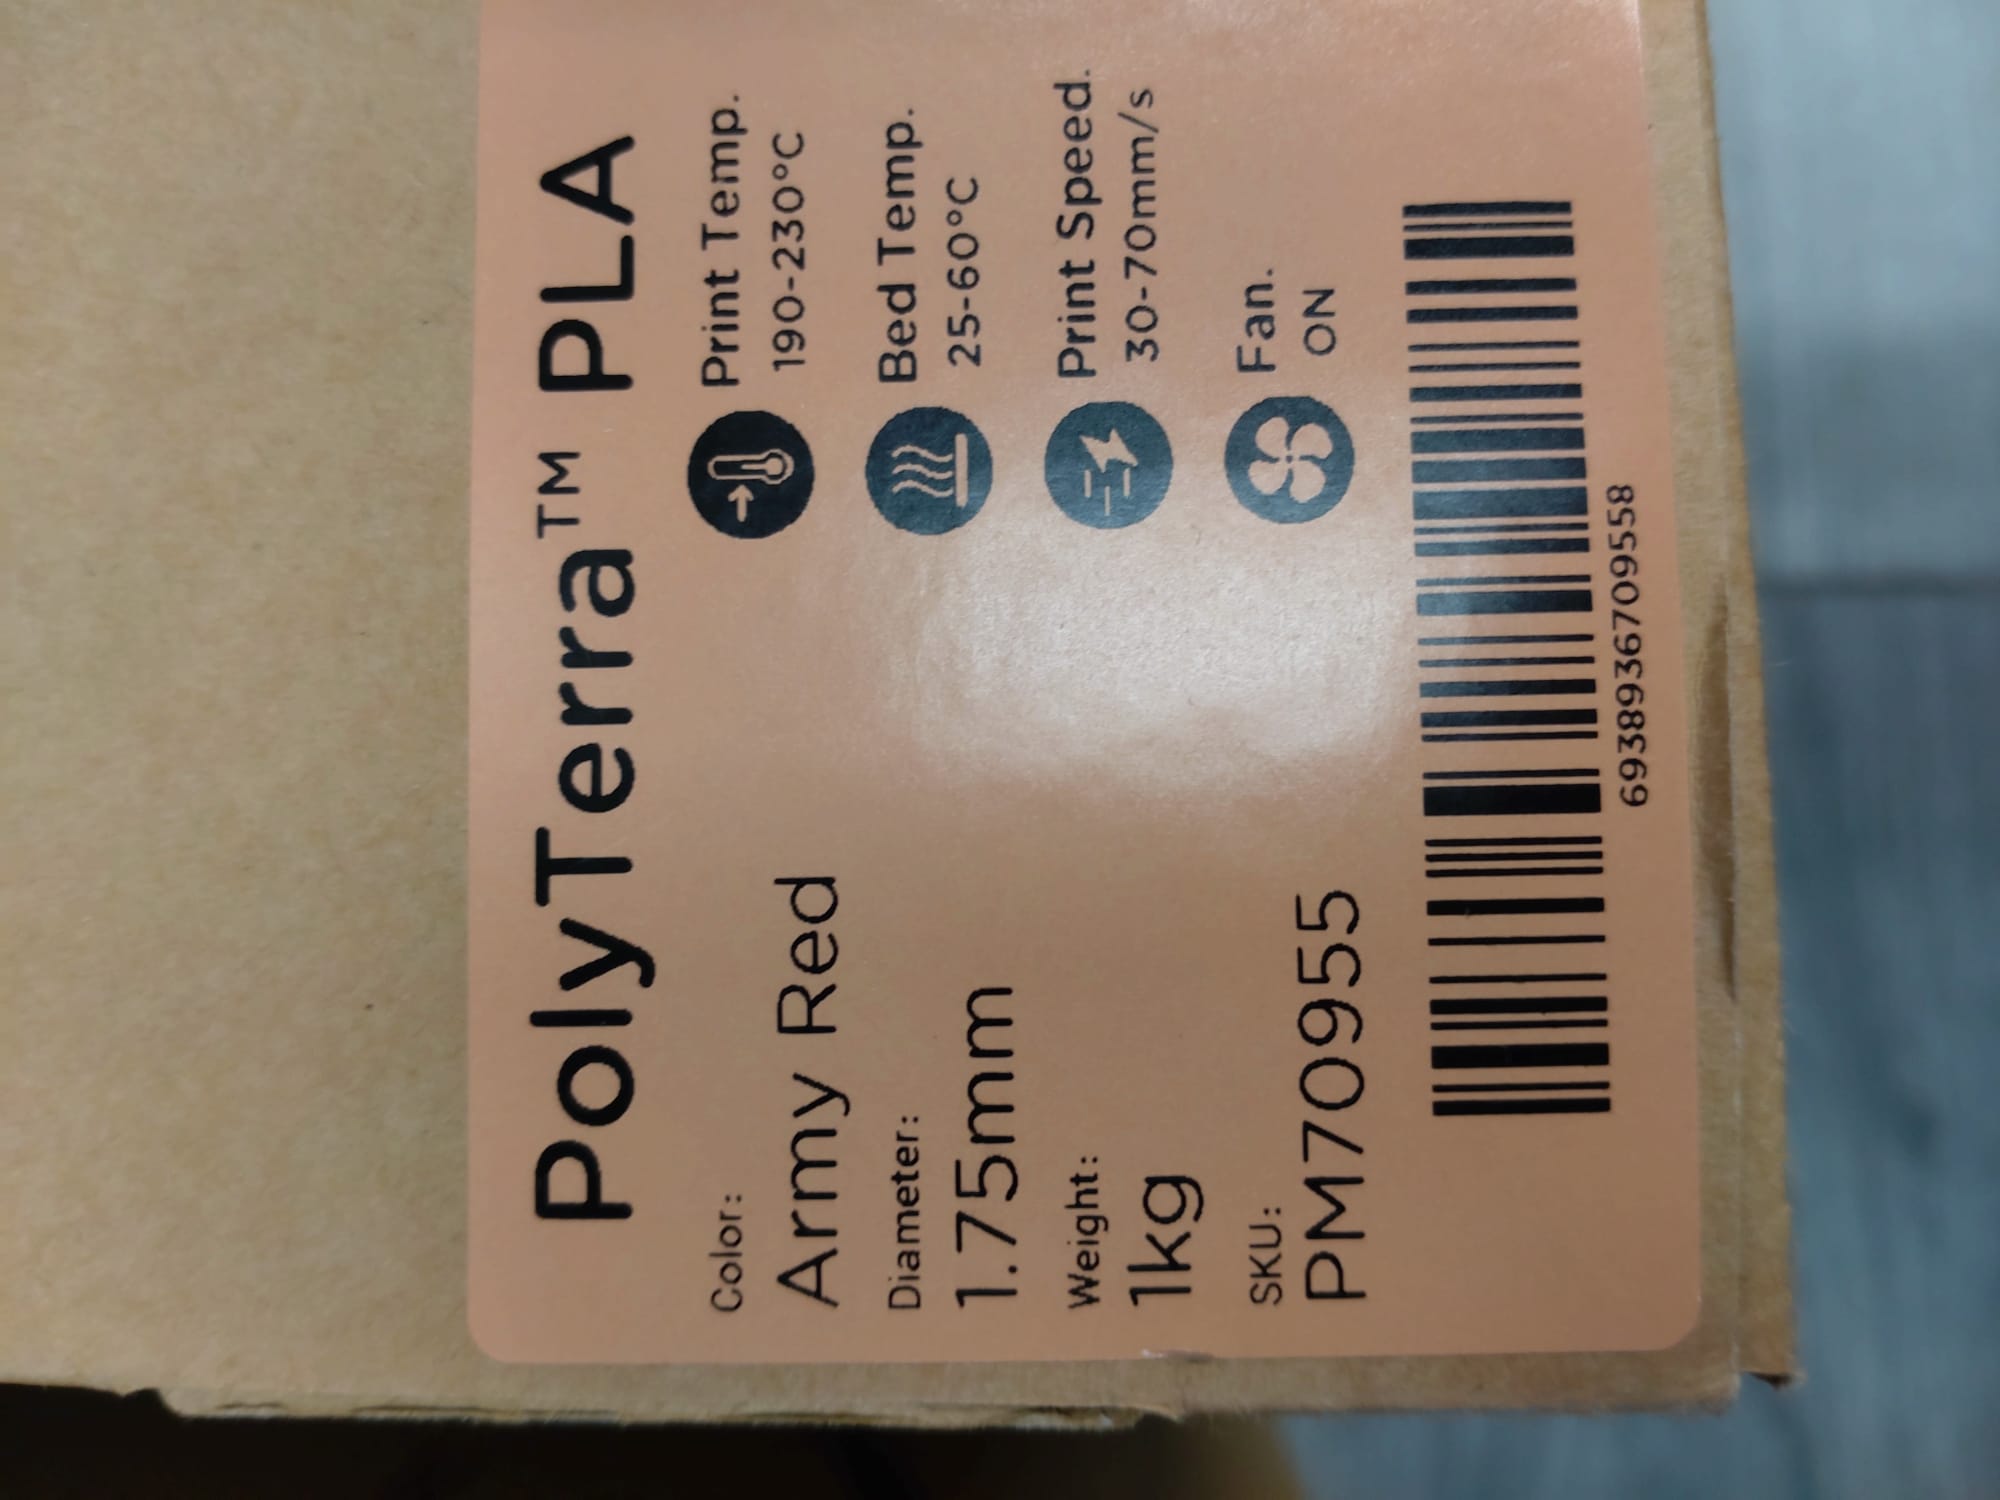 PolyTerra™ PLA
Color:
Army Red
Diameter:
1.75mm
Weight:
1kg
SKU:
PM70955
Print Temp.
190-230°C
Bed Temp.
25-60°C
Print Speed.
30-70mm/s
Fan.
ON
6938936709558